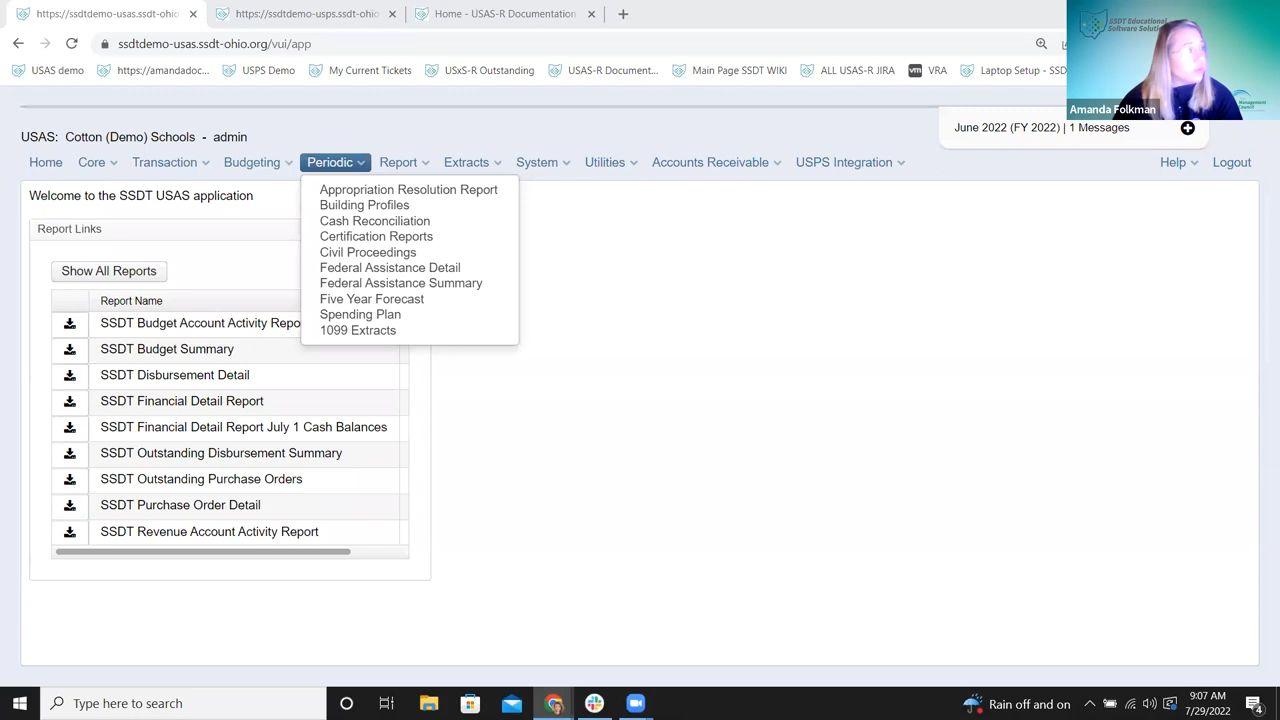 https://ssdtdemo-usas.ssdt-ohio
https://ssdtdemo-usps.ssdt-ohio
Home - USAS-R Documentation
SSDT Educational
Software Solutions
ssdtdemo-usas.ssdt-ohio.org/vui/app
USAS demo
https://amandadoc...
USPS Demo
My Current Tickets
USxS-R Outstanding
USAS-R Document...
Main Page SSDT WIKI
ALL USAS-R JIRA
vm VRA
Laptop Setup - SSD
Management
Council
Amanda Folkman
June 2022 (FY 2022) | 1 Messages
USAS: Cotton (Demo) Schools - admin
Home Core Transaction Budgeting Periodic Report Extracts System Utilities Accounts Receivable USPS Integration Help Logout
Welcome to the SSDT USAS application
Appropriation Resolution Report
Building Profiles
Cash Reconciliation
Certification Reports
Civil Proceedings
Federal Assistance Detail
Federal Assistance Summary
Five Year Forecast
Spending Plan
1099 Extracts
Report Links
Show All Reports
Report Name
SSDT Budget Account Activity Repo
SSDT Budget Summary
SSDT Disbursement Detail
SSDT Financial Detail Report
SSDT Financial Detail Report July 1 Cash Balances
SSDT Outstanding Disbursement Summary
SSDT Outstanding Purchase Orders
SSDT Purchase Order Detail
SSDT Revenue Account Activity Report
Type here to search
Rain off and on
9:07 AM
7/29/2022
4